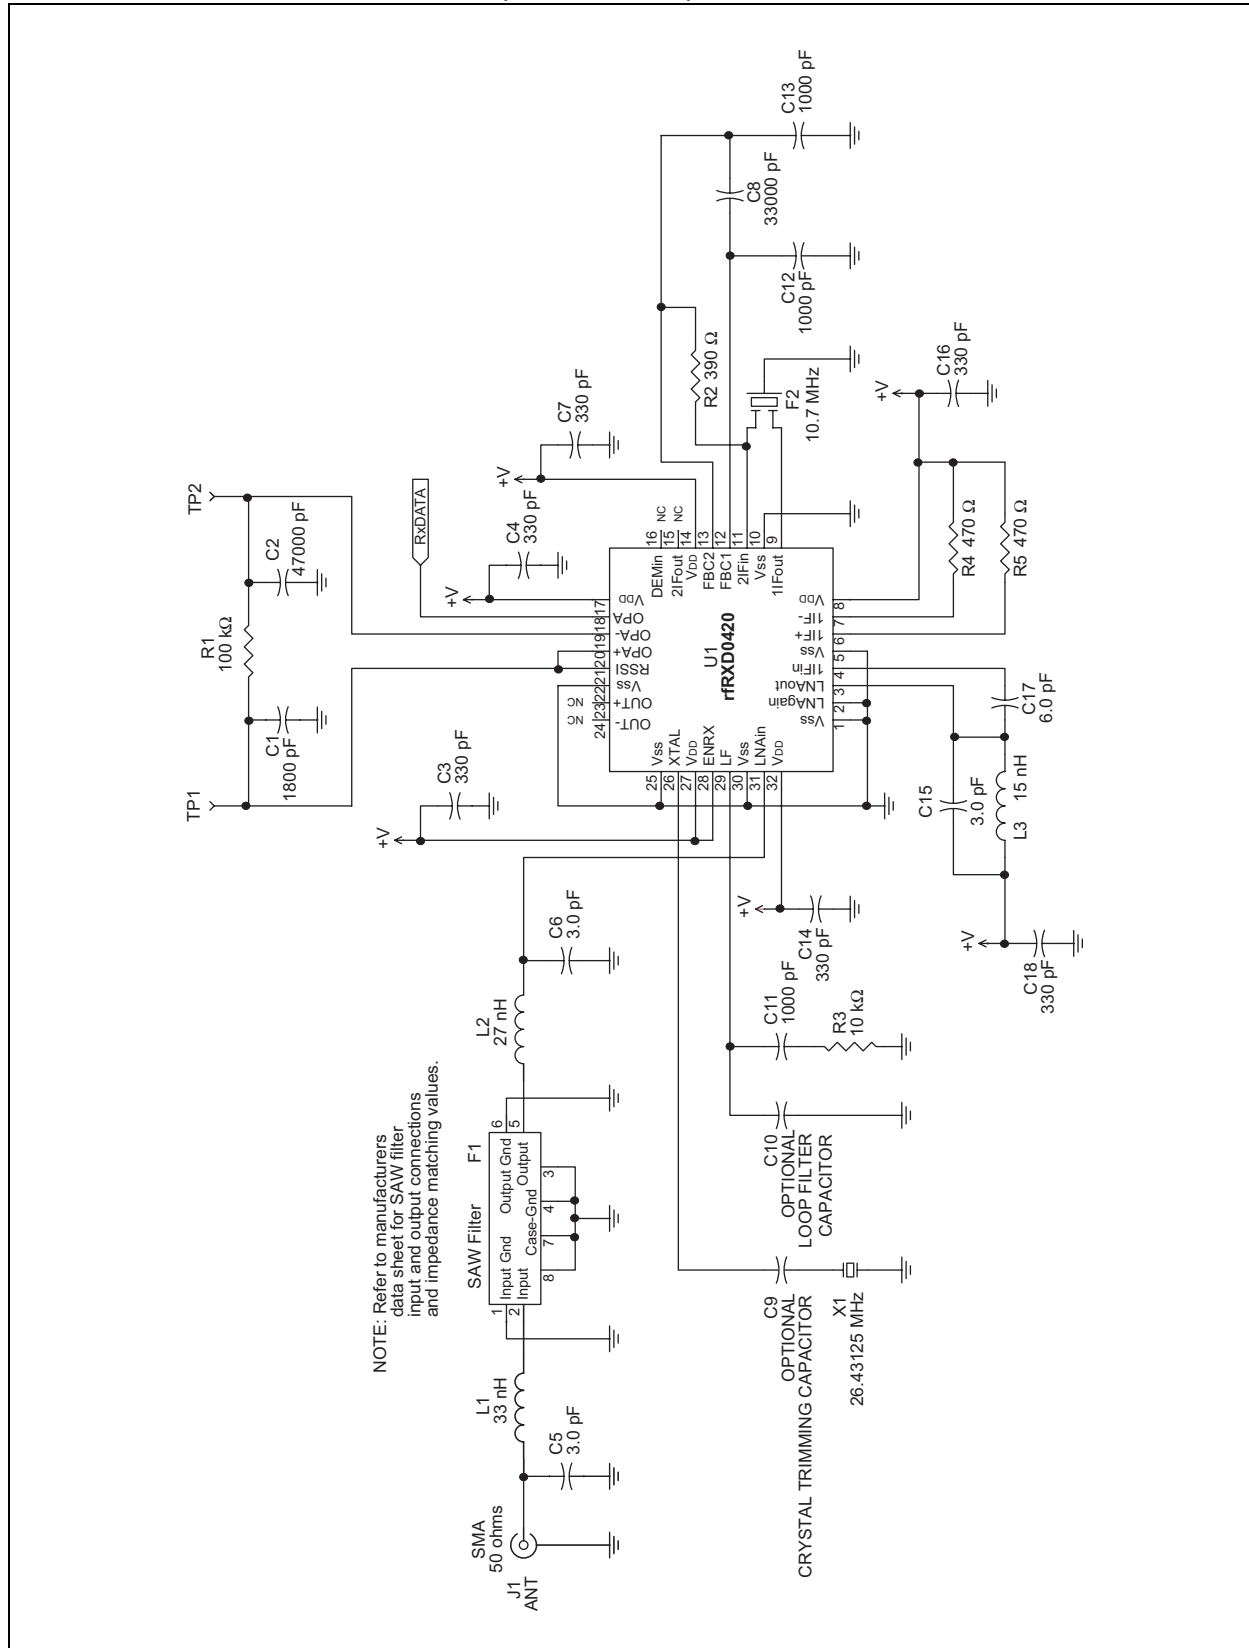 TP1
TP2
R1
100 kΩ
C1
1800 pF
C2
47000 pF
+V
C3
330 pF
+V
C4
330 pF
RxDATA
+V
C7
330 pF
NOTE: Refer to manufacturers
data sheet for SAW filter
input and output connections
and impedance matching values.
SMA
50 ohms
J1
ANT
C5
3.0 pF
L1
33 nH
SAW Filter
F1
1
2
Input Gnd
Input
Output Gnd
Output
6
5
Case-Gnd
8
7
4
3
L2
27 nH
C6
3.0 pF
U1
rfRXD0420
24
OUT-
NC
23
OUT+
NC
22
Vss
21
RSSI
20
OPA+
19
OPA-
18
OPA
17
VDD
16
DEMin
NC
15
2IFout
NC
14
VDD
13
FBC2
12
FBC1
11
2IFin
10
Vss
9
1IFout
25
Vss
26
XTAL
27
VDD
28
ENRX
29
LF
30
Vss
31
LNAin
32
VDD
1
Vss
2
LNAgain
3
LNAout
4
1IFin
5
Vss
6
1IF+
7
1IF-
8
VDD
R2 390 Ω
F2
10.7 MHz
C8
33000 pF
C12
1000 pF
C13
1000 pF
+V
C16
330 pF
R4 470 Ω
R5 470 Ω
C17
6.0 pF
C15
3.0 pF
L3
15 nH
+V
C18
330 pF
+V
C14
330 pF
C11
1000 pF
R3
10 kΩ
C10
OPTIONAL
LOOP FILTER
CAPACITOR
C9
OPTIONAL
CRYSTAL TRIMMING CAPACITOR
X1
26.43125 MHz